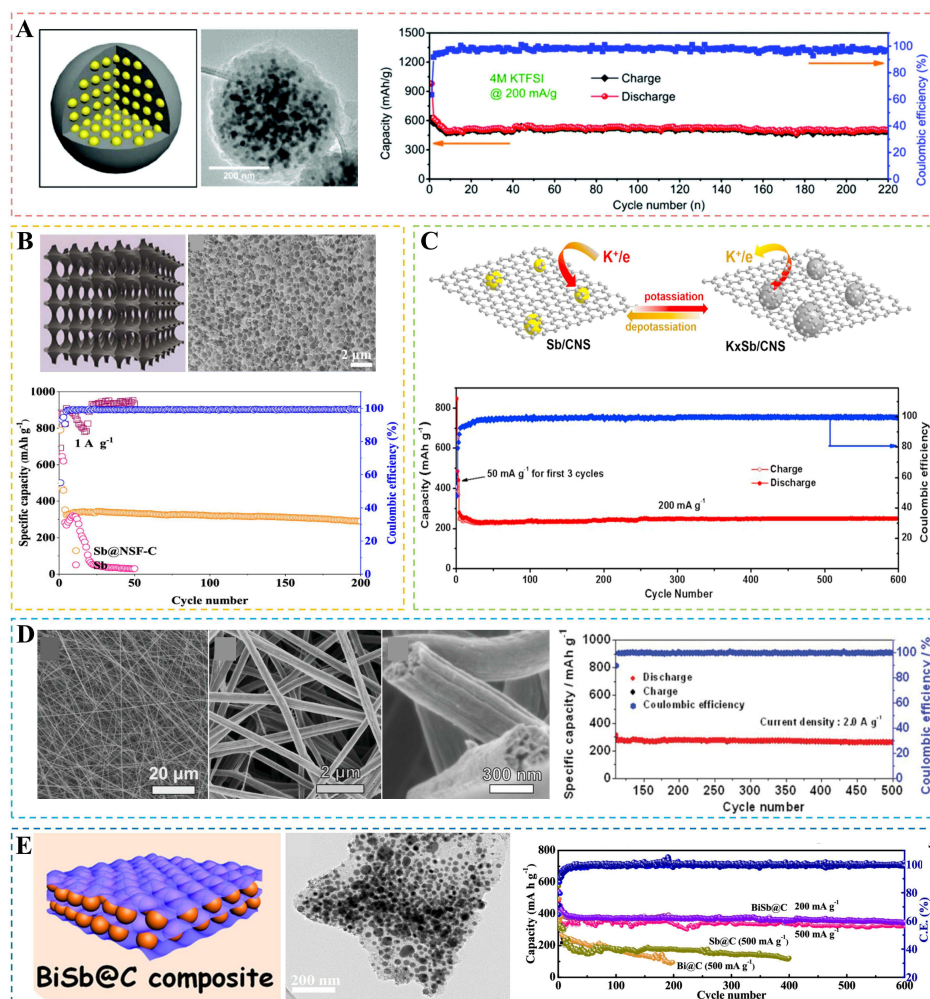 A
200 nm
1500
1200
900
600
300
0
Capacity (mAh/g)
4M KTFSI
@ 200 mA/g
Charge
Discharge
100
80
60
40
20
0
Coulombic efficiency (%)
0 20 40 60 80 100 120 140 160 180 200 220
Cycle number (n)
B
2 μm
1000
800
600
400
200
0
Specific capacity (mAh g⁻¹)
1 A g⁻¹
Sb@NSF-C
Sb
100
80
60
40
20
0
Coulombic efficiency (%)
0 50 100 150 200
Cycle number
C
K⁺/e
K⁺/e
potassiation
depotassiation
Sb/CNS
KxSb/CNS
800
600
400
200
0
Capacity (mAh g⁻¹)
50 mA g⁻¹ for first 3 cycles
Charge
Discharge
200 mA g⁻¹
100
80
60
40
20
Coulombic efficiency
0 50 100 150 200 250 300 350 400 450 500 550 600
Cycle Number
D
20 μm
2 μm
300 nm
1000
800
600
400
200
0
Specific capacity / mAh g⁻¹
Discharge
Charge
Coulombic efficiency
Current density : 2.0 A g⁻¹
100
80
60
40
20
0
Coulombic efficiency / %
150 200 250 300 350 400 450 500
Cycle number
E
BiSb@C composite
200 nm
800
600
400
200
0
Capacity (mA h g⁻¹)
BiSb@C 200 mA g⁻¹
500 mA g⁻¹
Sb@C (500 mA g⁻¹)
Bi@C (500 mA g⁻¹)
100
80
60
40
20
C.E. (%)
0 100 200 300 400 500 600
Cycle number